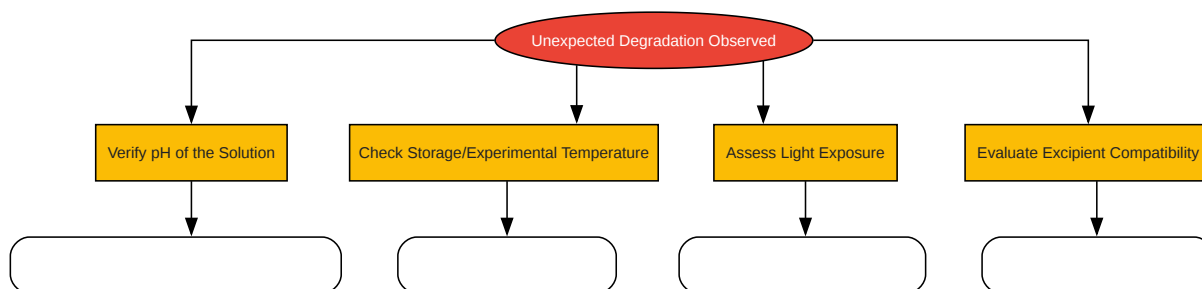 Unexpected Degradation Observed
Verify pH of the Solution
Check Storage/Experimental Temperature
Assess Light Exposure
Evaluate Excipient Compatibility